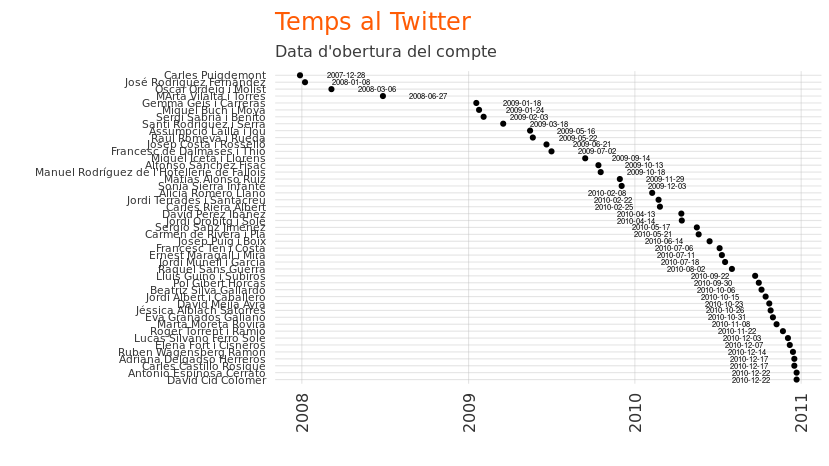 Temps al Twitter
Data d'obertura del compte
Carles Puigdemont 2007-12-28
José Rodríguez Fernández 2008-01-08
Oscar Ordeig i Molist 2008-03-06
MArta Vilalta i Torres 2008-06-27
Gemma Geis i Carreras 2009-01-18
Miquel Buch i Moya 2009-01-24
Sergi Sabrià i Benito 2009-02-03
Santi Rodríguez i Serra 2009-03-18
Assumpció Laïlla i Jou 2009-05-16
Raül Romeva i Rueda 2009-05-22
Josep Costa i Rosselló 2009-06-21
Francesc de Dalmases i Thió 2009-07-02
Miquel Iceta i Llorens 2009-09-14
Alfonso Sánchez Fisac 2009-10-13
Manuel Rodríguez de l'Hotellerie de Fallois 2009-10-18
Matías Alonso Ruiz 2009-11-29
Sonia Sierra Infante 2009-12-03
Alicia Romero Llano 2010-02-08
Jordi Terrades i Santacreu 2010-02-22
Carles Riera Albert 2010-02-25
David Pérez Ibáñez 2010-04-13
Jordi Orobitg i Solé 2010-04-14
Sergio Sanz Jiménez 2010-05-17
Carmen de Rivera i Pla 2010-05-21
Josep Puig i Boix 2010-06-14
Francesc Ten i Costa 2010-07-06
Ernest Maragall i Mira 2010-07-11
Jordi Munell i Garcia 2010-07-18
Raquel Sans Guerra 2010-08-02
Lluís Guinó i Subirós 2010-09-22
Pol Gibert Horcas 2010-09-30
Beatriz Silva Gallardo 2010-10-06
Jordi Albert i Caballero 2010-10-15
David Mejía Ayra 2010-10-23
Jéssica Albiach Satorres 2010-10-26
Eva Granados Galiano 2010-10-31
Marta Moreta Rovira 2010-11-08
Roger Torrent i Ramió 2010-11-22
Lucas Silvano Ferro Solé 2010-12-03
Elena Fort i Cisneros 2010-12-07
Ruben Wagensberg Ramon 2010-12-14
Adriana Delgadso Herreros 2010-12-17
Carles Castillo Rosique 2010-12-17
Antonio Espinosa Cerrato 2010-12-22
David Cid Colomer 2010-12-22
2008 2009 2010 2011